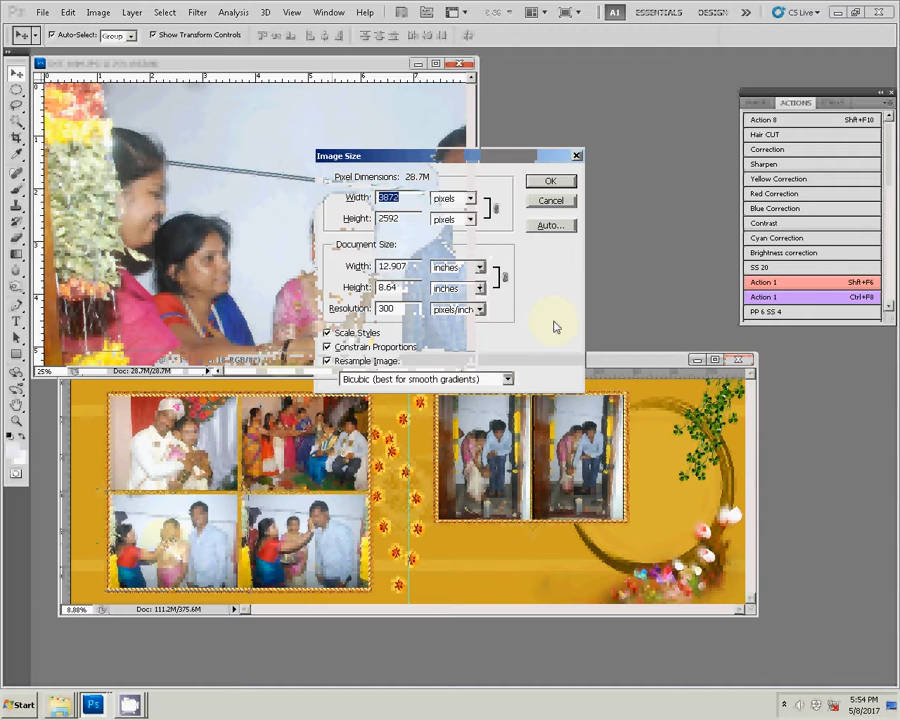 Ps File Edit Image Layer Select Filter Analysis 3D View Window Help ESSENTIALS DESIGN CS Live
Auto-Select: Group Show Transform Controls
Image Size
Pixel Dimensions: 28.7M
Width: 3872 pixels
Height: 2592 pixels
Document Size:
Width: 12.907 inches
Height: 8.64 inches
Resolution: 300 pixels/inch
Scale Styles
Constrain Proportions
Resample Image:
Bicubic (best for smooth gradients)
OK
Cancel
Auto...
ACTIONS
Action 8 Shft+F10
Hair CUT
Correction
Sharpen
Yellow Correction
Red Correction
Blue Correction
Contrast
Cyan Correction
Brightness correction
SS 20
Action 1 Shft+F6
Action 1 Ctrl+F8
PP 6 SS 4
25% Doc: 28.7M/28.7M
8.88% Doc: 111.2M/375.6M
Start Ps
5:54 PM
5/8/2017